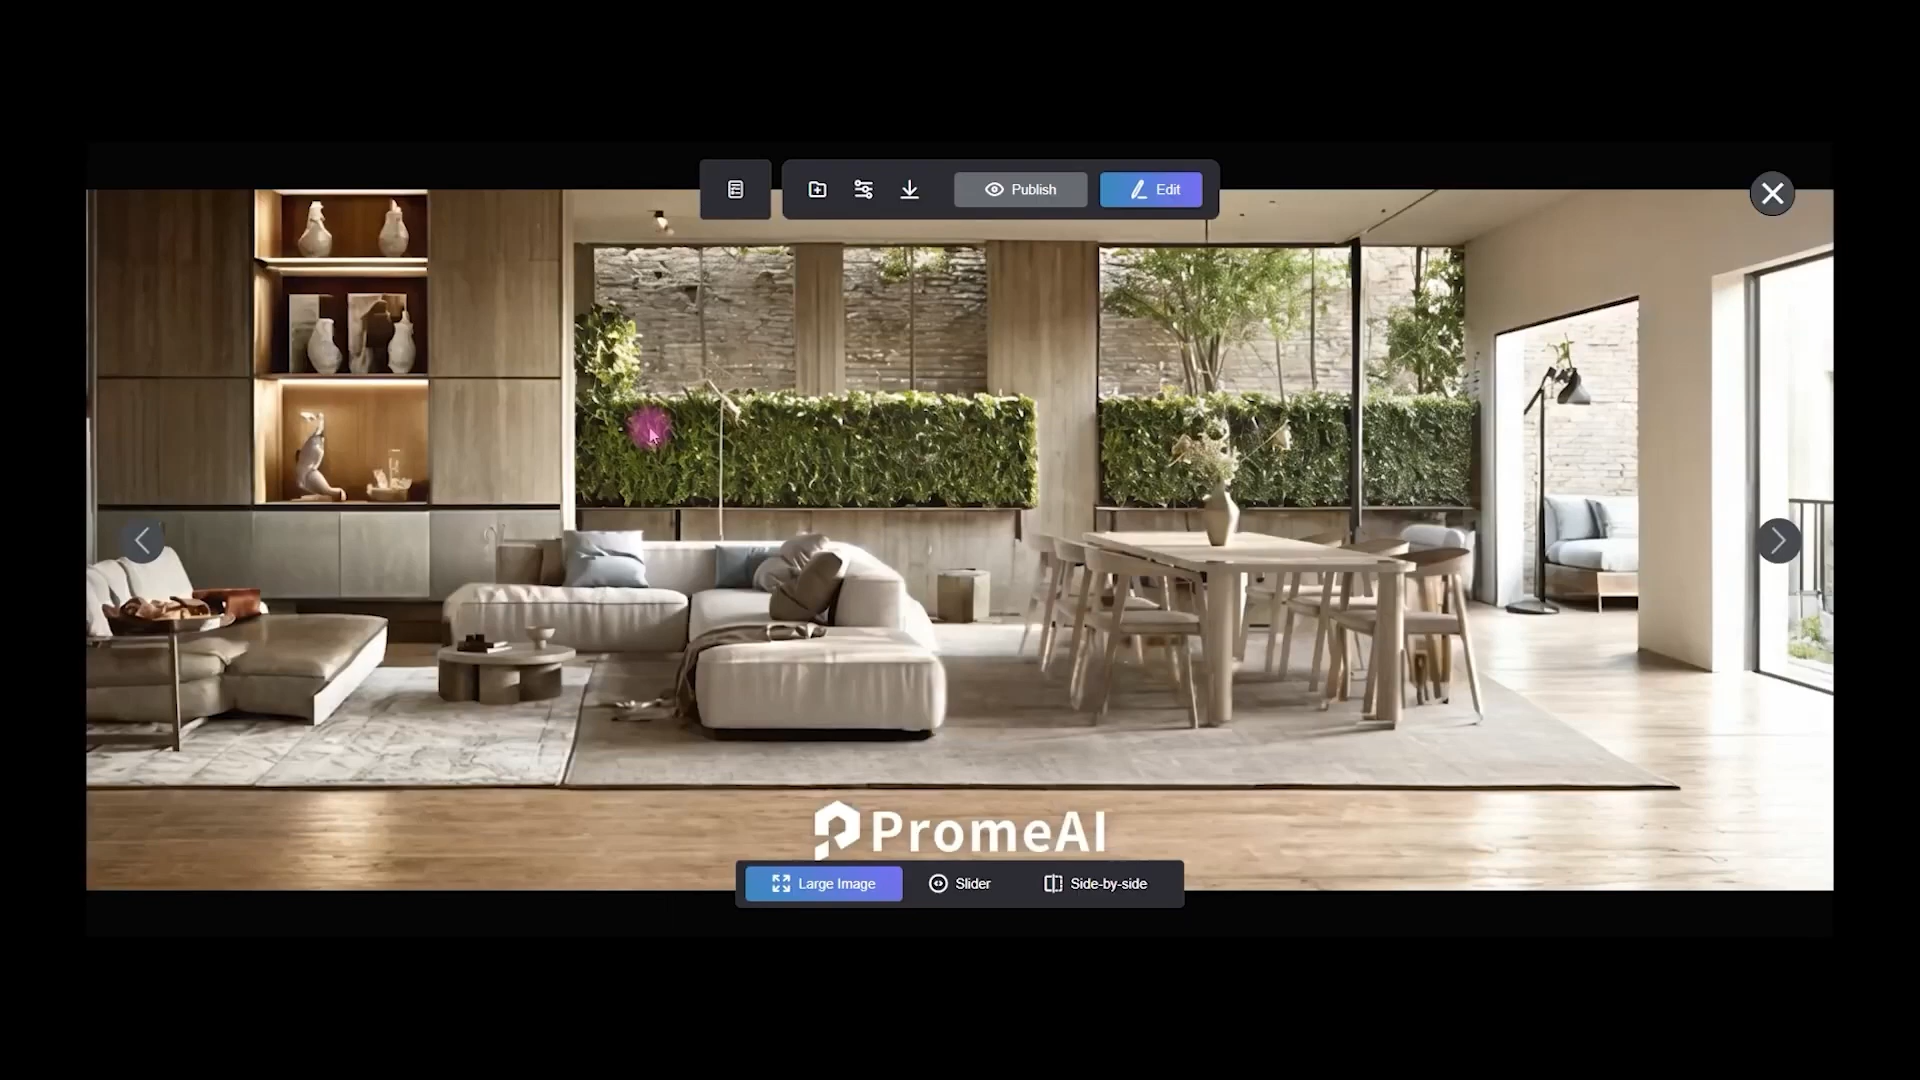 Publish
Edit
PromeAI
Large Image
Slider
Side-by-side